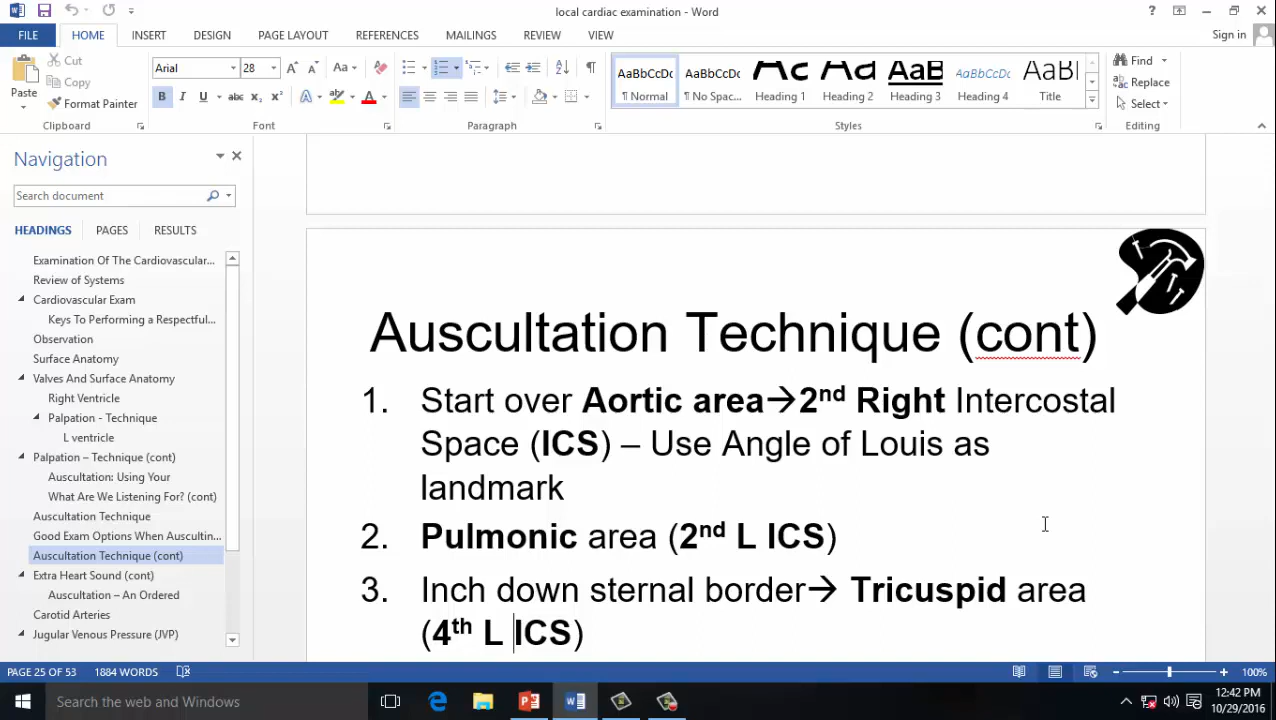 local cardiac examination - Word
FILE HOME INSERT DESIGN PAGE LAYOUT REFERENCES MAILINGS REVIEW VIEW Sign in
Cut
Copy
Format Painter
Paste
Clipboard
Arial 28
Font
Paragraph
AaBbCcDc AaBbCcDc Aa Aa AaB AaBbCcDc AaBl
¶ Normal ¶ No Spac... Heading 1 Heading 2 Heading 3 Heading 4 Title
Styles
Find
Replace
Select
Editing
Navigation
Search document
HEADINGS PAGES RESULTS
Examination Of The Cardiovascular...
Review of Systems
Cardiovascular Exam
Keys To Performing a Respectful...
Observation
Surface Anatomy
Valves And Surface Anatomy
Right Ventricle
Palpation - Technique
L ventricle
Palpation – Technique (cont)
Auscultation: Using Your
What Are We Listening For? (cont)
Auscultation Technique
Good Exam Options When Auscultin...
Auscultation Technique (cont)
Extra Heart Sound (cont)
Auscultation – An Ordered
Carotid Arteries
Jugular Venous Pressure (JVP)
Auscultation Technique (cont)
1. Start over Aortic area→2nd Right Intercostal
Space (ICS) – Use Angle of Louis as
landmark
2. Pulmonic area (2nd L ICS)
3. Inch down sternal border→ Tricuspid area
(4th L ICS)
PAGE 25 OF 53 1884 WORDS 100%
Search the web and Windows
12:42 PM
10/29/2016